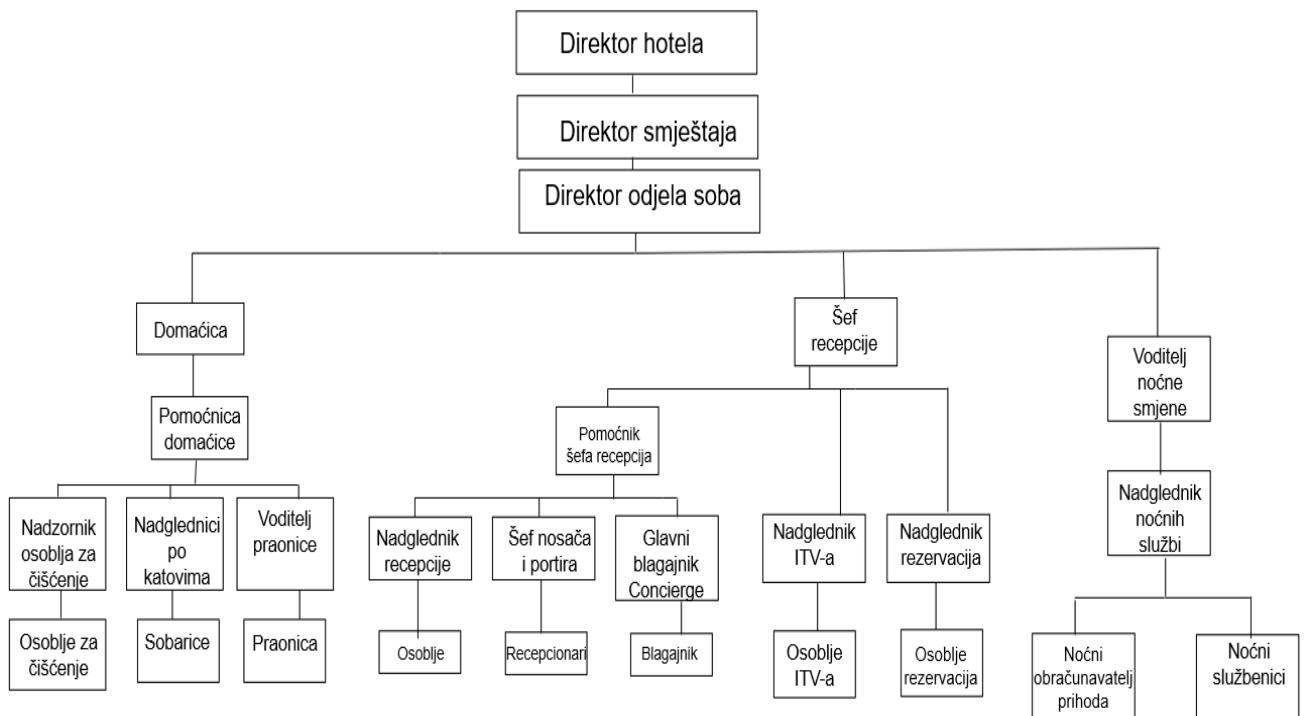 Direktor hotela
Direktor smještaja
Direktor odjela soba
Domaćica
Šef
recepcije
Voditelj
noćne
smjene
Pomoćnica
domaćice
Pomoćnik
šefa recepcija
Nadzornik
osoblja za
čišćenje
Nadglednici
po
katovima
Voditelj
praonice
Nadglednik
recepcije
Šef nosača
i portira
Glavni
blagajnik
Concierge
Nadglednik
ITV-a
Nadglednik
rezervacija
Nadglednik
noćnih
službi
Osoblje za
čišćenje
Sobarice
Praonica
Osoblje
Recepcionari
Blagajnik
Osoblje
ITV-a
Osoblje
rezervacija
Noćni
obračunavatelj
prihoda
Noćni
službenici